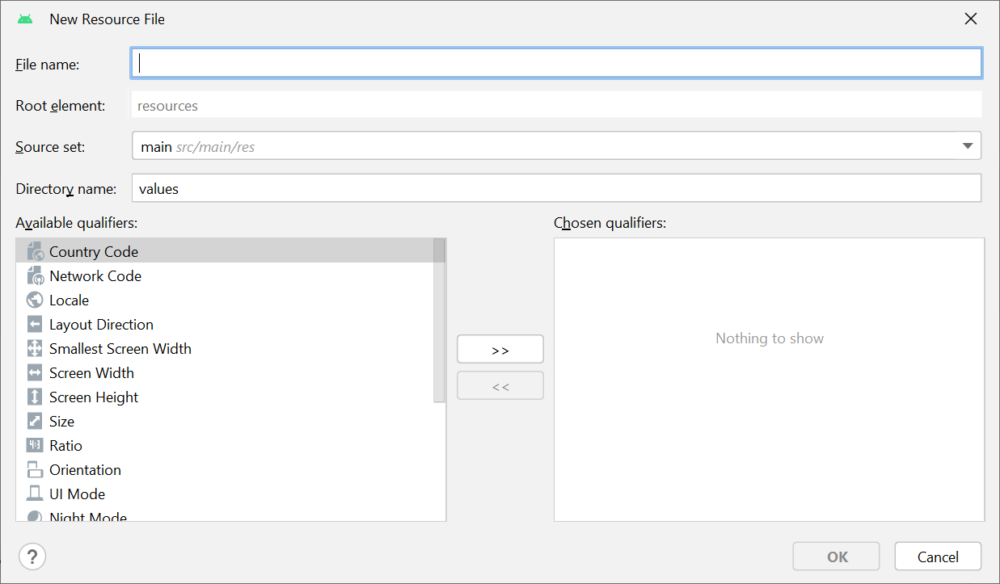 New Resource File
File name:
Root element: resources
Source set: main src/main/res
Directory name: values
Available qualifiers:
Country Code
Network Code
Locale
Layout Direction
Smallest Screen Width
Screen Width
Screen Height
Size
4:3 Ratio
Orientation
UI Mode
Night Mode
>>
<<
Chosen qualifiers:
Nothing to show
?
OK
Cancel